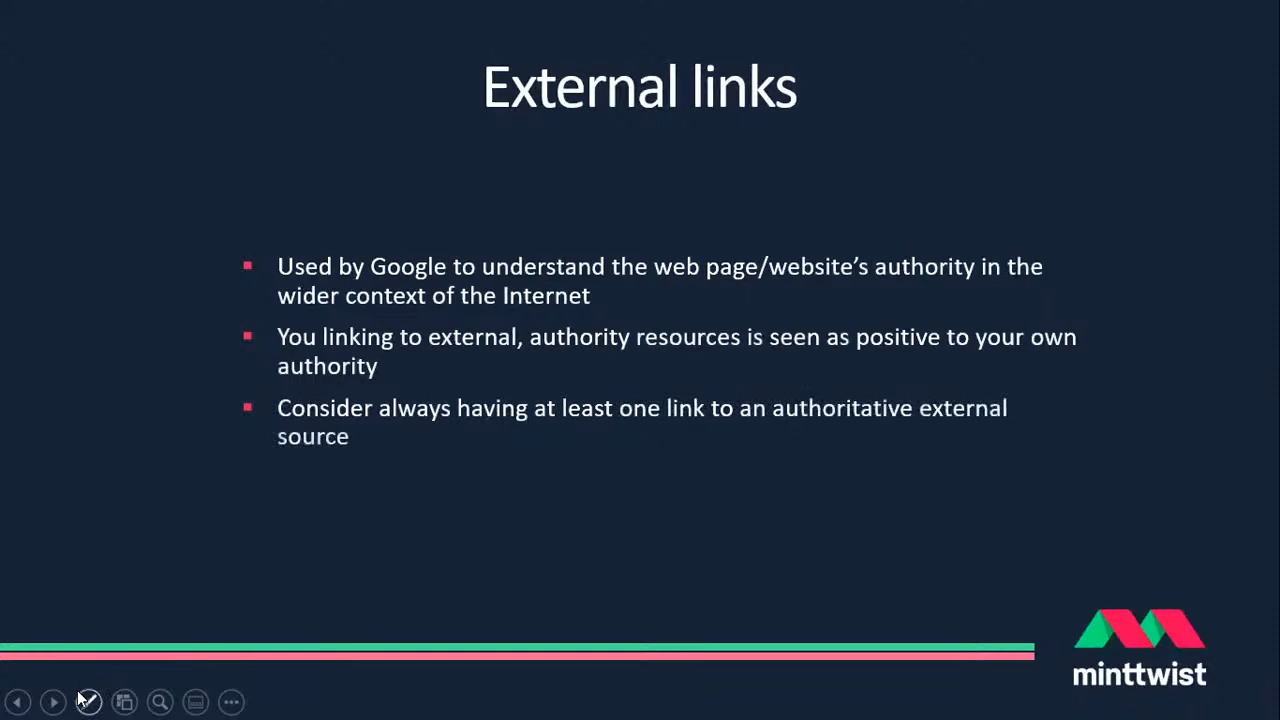 External links
Used by Google to understand the web page/website’s authority in the
wider context of the Internet
You linking to external, authority resources is seen as positive to your own
authority
Consider always having at least one link to an authoritative external
source
minttwist